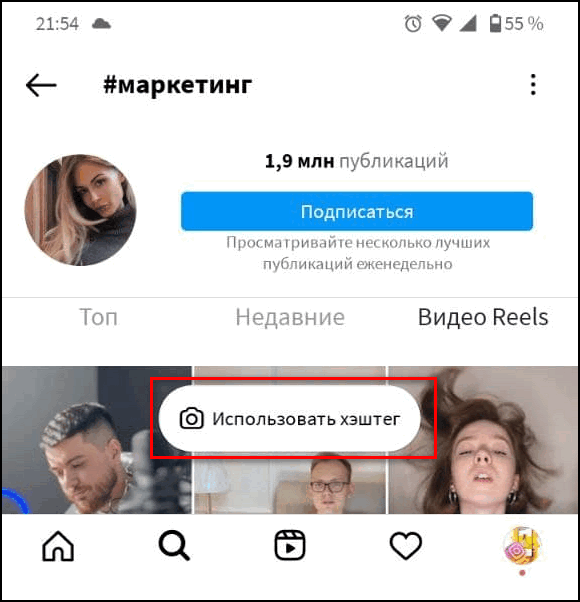 21:54
55 %
#маркетинг
1,9 млн публикаций
Подписаться
Просматривайте несколько лучших
публикаций еженедельно
Топ
Недавние
Видео Reels
Использовать хэштег